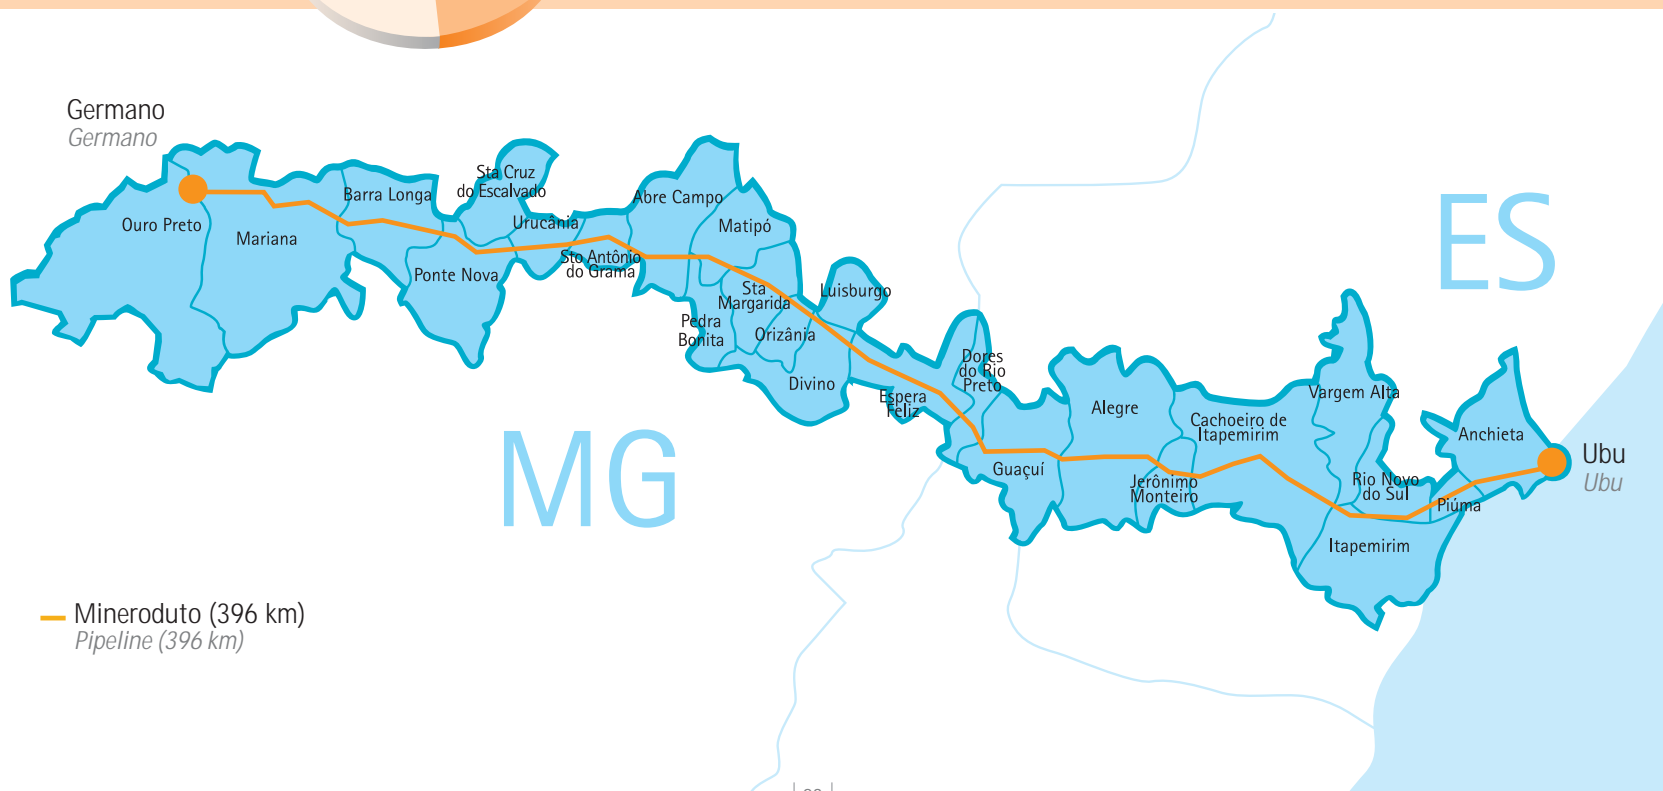 Germano
Germano
Ouro Preto
Mariana
Barra Longa
Sta Cruz
do Escalvado
Urucânia
Ponte Nova
Sto Antônio
do Grama
Abre Campo
Matipó
Sta
Margarida
Pedra
Bonita
Orizânia
Luisburgo
Divino
Espera
Feliz
Dores
do Rio
Preto
Guaçuí
Alegre
Jerônimo
Monteiro
Cachoeiro de
Itapemirim
Vargem Alta
Rio Novo
do Sul
Itapemirim
Piúma
Anchieta
Ubu
Ubu
MG
ES
Mineroduto (396 km)
Pipeline (396 km)